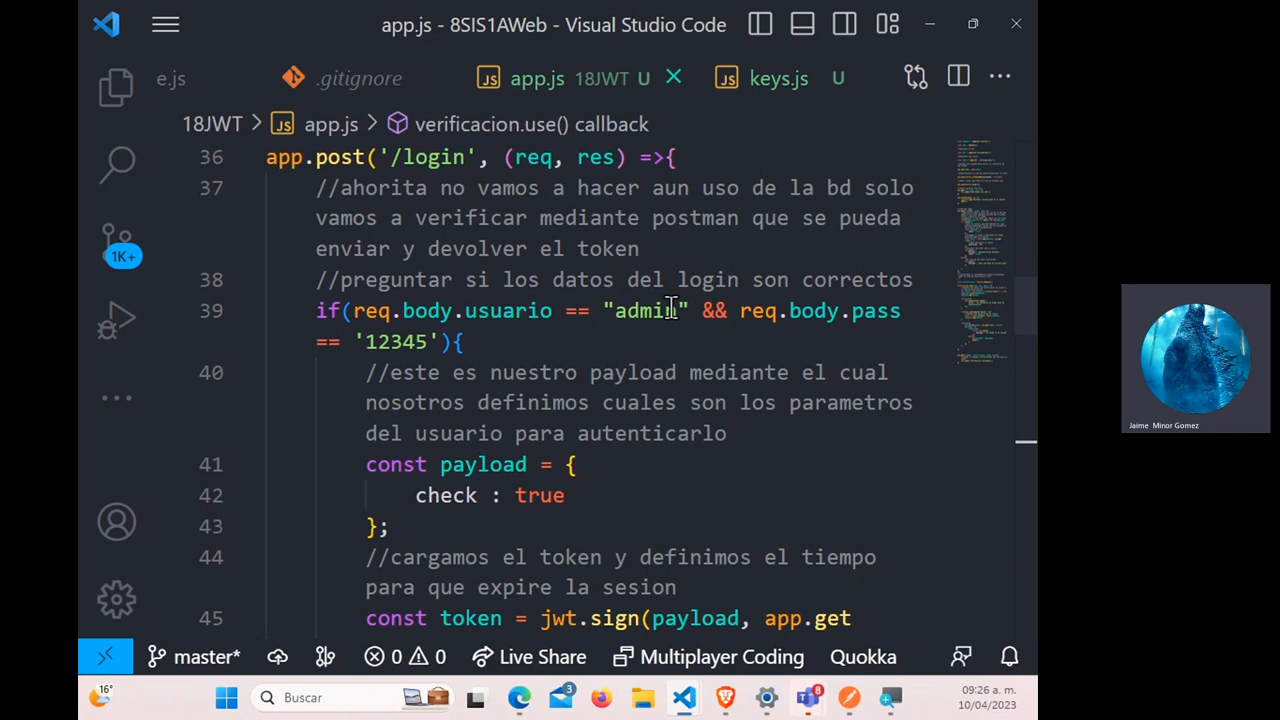 app.js - 8SIS1AWeb - Visual Studio Code
e.js .gitignore JS app.js 18JWT U JS keys.js U
18JWT > JS app.js > verificacion.use() callback
36 app.post('/login', (req, res) =>{
37 //ahorita no vamos a hacer aun uso de la bd solo
vamos a verificar mediante postman que se pueda
enviar y devolver el token
38 //preguntar si los datos del login son correctos
39 if(req.body.usuario == "admin" && req.body.pass
== '12345'){
40 //este es nuestro payload mediante el cual
nosotros definimos cuales son los parametros
del usuario para autenticarlo
41 const payload = {
42 check : true
43 };
44 //cargamos el token y definimos el tiempo
para que expire la sesion
45 const token = jwt.sign(payload, app.get
1K+
Jaime Minor Gomez
master* 0 0 Live Share Multiplayer Coding Quokka
16° Buscar 3 8 09:26 a. m.
10/04/2023